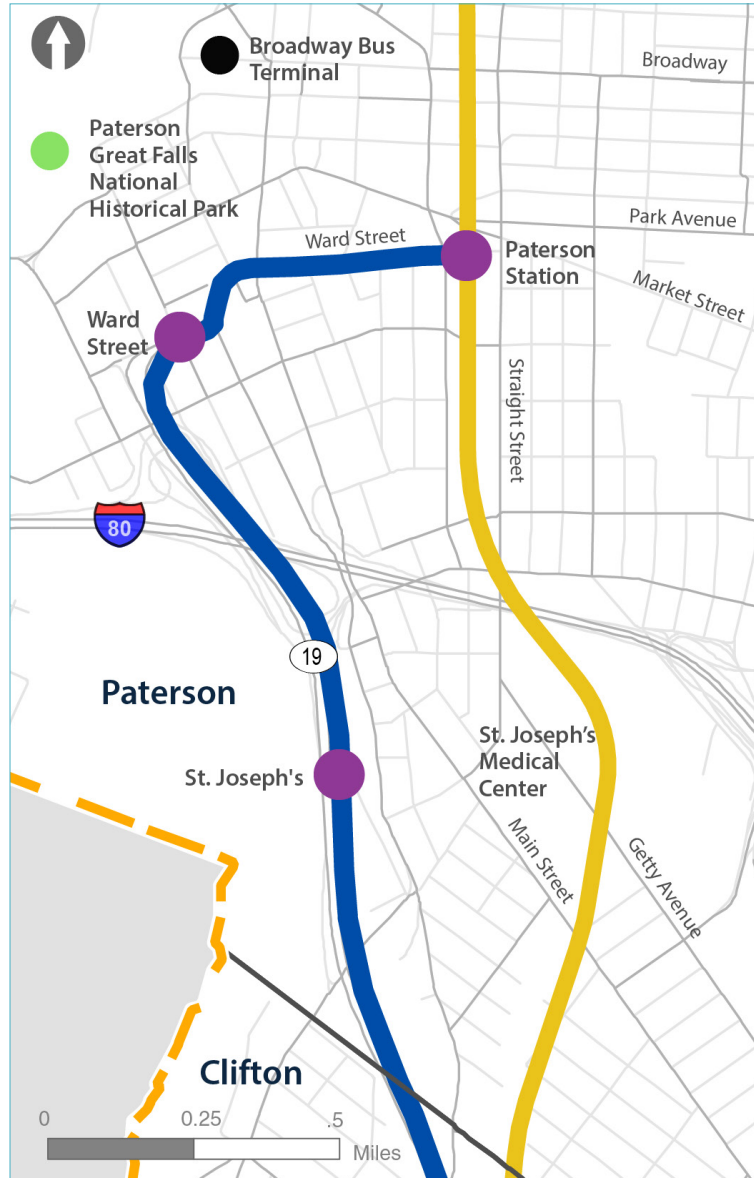 Broadway Bus
Terminal
Broadway
Paterson
Great Falls
National
Historical Park
Park Avenue
Ward Street
Paterson
Station
Market Street
Ward
Street
Straight Street
80
19
Paterson
St. Joseph's
St. Joseph’s
Medical
Center
Main Street
Getty Avenue
Clifton
0 0.25 .5
Miles